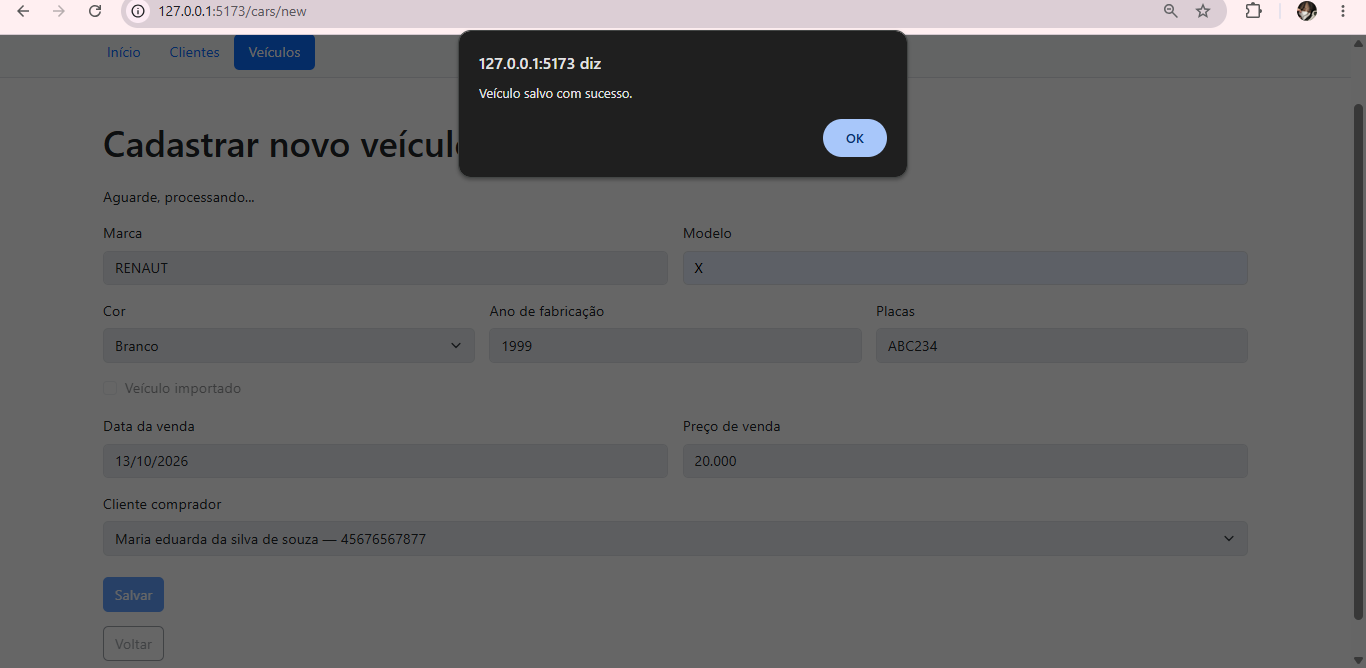 127.0.0.1:5173/cars/new
Início Clientes Veículos
127.0.0.1:5173 diz
Veículo salvo com sucesso.
OK
Cadastrar novo veícul
Aguarde, processando...
Marca Modelo
RENAUT X
Cor Ano de fabricação Placas
Branco 1999 ABC234
Veículo importado
Data da venda Preço de venda
13/10/2026 20.000
Cliente comprador
Maria eduarda da silva de souza — 45676567877
Salvar
Voltar